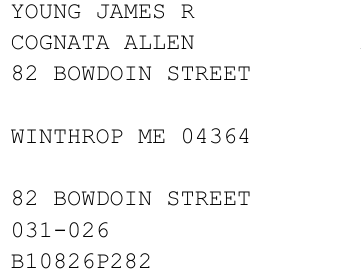 YOUNG JAMES R
COGNATA ALLEN
82 BOWDOIN STREET
WINTHROP ME 04364
82 BOWDOIN STREET
031-026
B10826P282